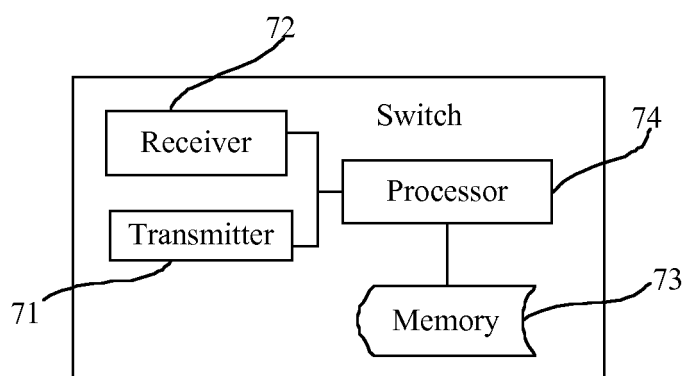 72
Switch
74
Receiver
Processor
Transmitter
71
Memory
73